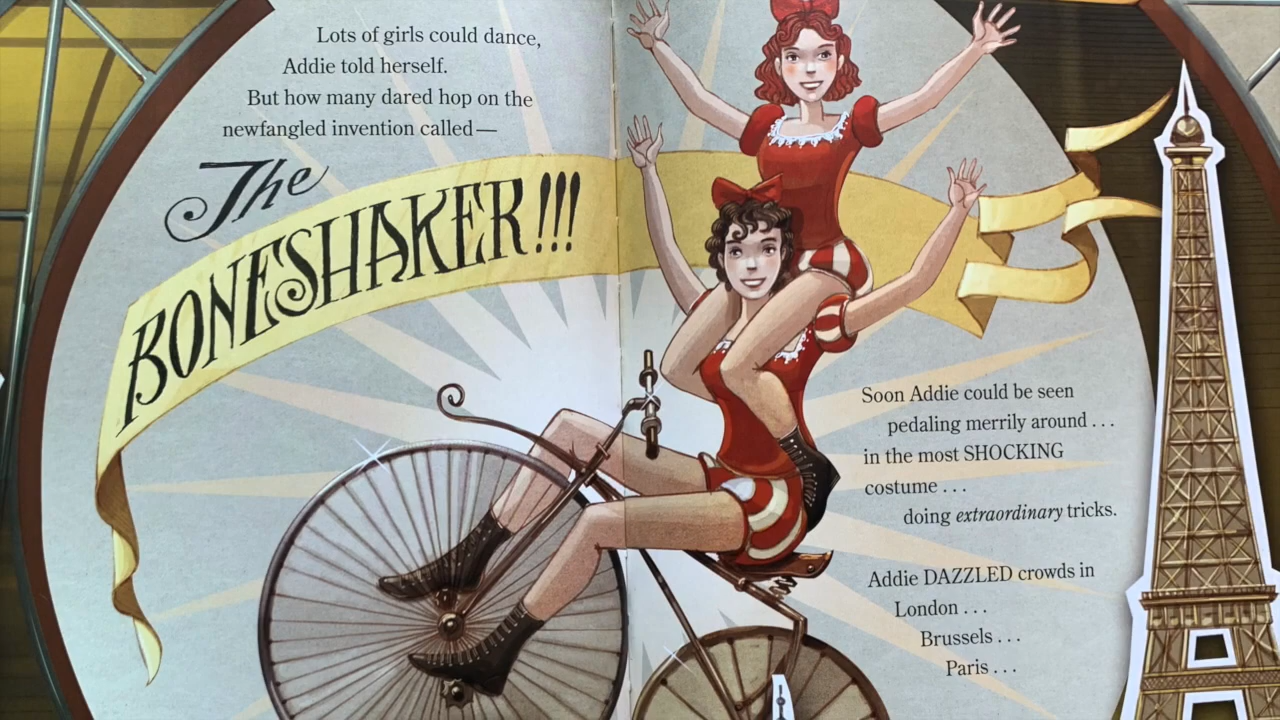 Lots of girls could dance,
Addie told herself.
But how many dared hop on the
newfangled invention called—
The
BONESHAKER!!!
Soon Addie could be seen
pedaling merrily around . . .
in the most SHOCKING
costume . . .
doing extraordinary tricks.
Addie DAZZLED crowds in
London . . .
Brussels . . .
Paris . . .